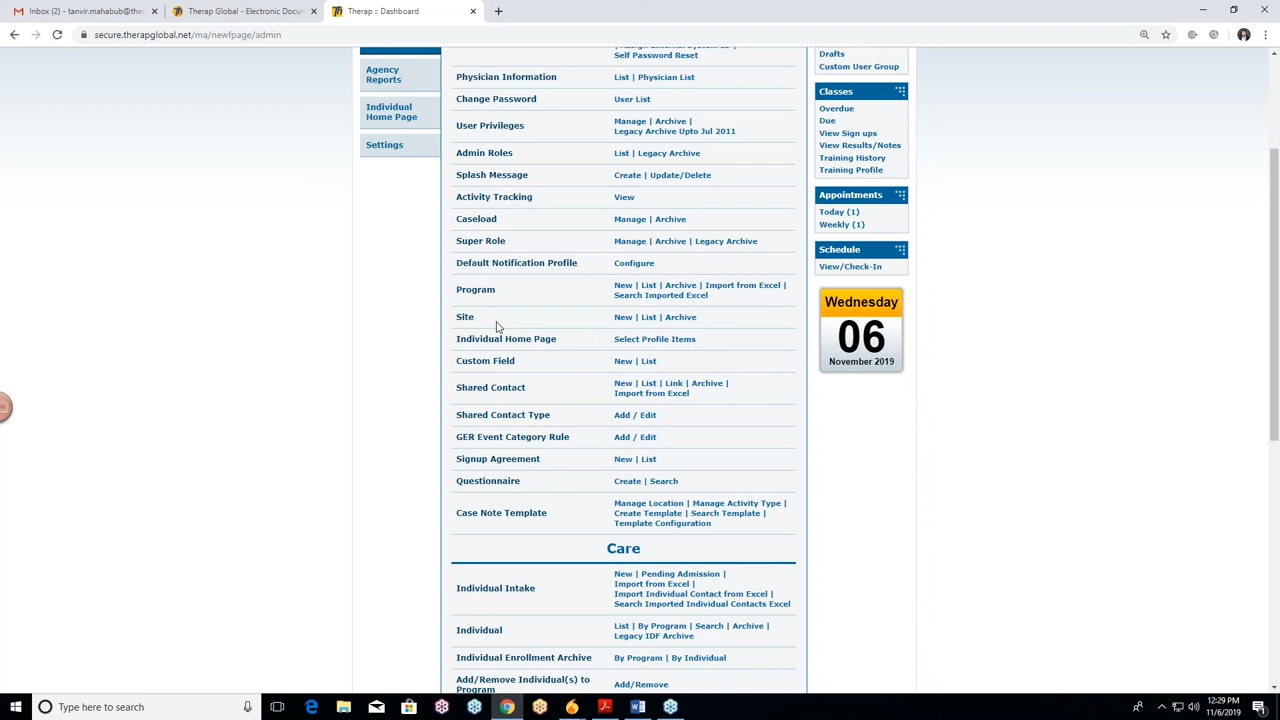 Inbox (2) - tanvir.mahabub@the
Therap Global - Electronic Docu
Therap Dashboard
secure.therapglobal.net/ma/newpage/admin
Agency
Reports
Individual
Home Page
Settings
Self Password Reset
Physician Information
List | Physician List
Change Password
User List
User Privileges
Manage | Archive |
Legacy Archive Upto Jul 2011
Admin Roles
List | Legacy Archive
Splash Message
Create | Update/Delete
Activity Tracking
View
Caseload
Manage | Archive
Super Role
Manage | Archive | Legacy Archive
Default Notification Profile
Configure
Program
New | List | Archive | Import from Excel |
Search Imported Excel
Site
New | List | Archive
Individual Home Page
Select Profile Items
Custom Field
New | List
Shared Contact
New | List | Link | Archive |
Import from Excel
Shared Contact Type
Add / Edit
GER Event Category Rule
Add / Edit
Signup Agreement
New | List
Questionnaire
Create | Search
Case Note Template
Manage Location | Manage Activity Type |
Create Template | Search Template |
Template Configuration
Care
Individual Intake
New | Pending Admission |
Import from Excel |
Import Individual Contact from Excel |
Search Imported Individual Contacts Excel
Individual
List | By Program | Search | Archive |
Legacy IDF Archive
Individual Enrollment Archive
By Program | By Individual
Add/Remove Individual(s) to
Program
Add/Remove
Drafts
Custom User Group
Classes
Overdue
Due
View Sign ups
View Results/Notes
Training History
Training Profile
Appointments
Today (1)
Weekly (1)
Schedule
View/Check-In
Wednesday
06
November 2019
Type here to search
12:29 PM
11/6/2019